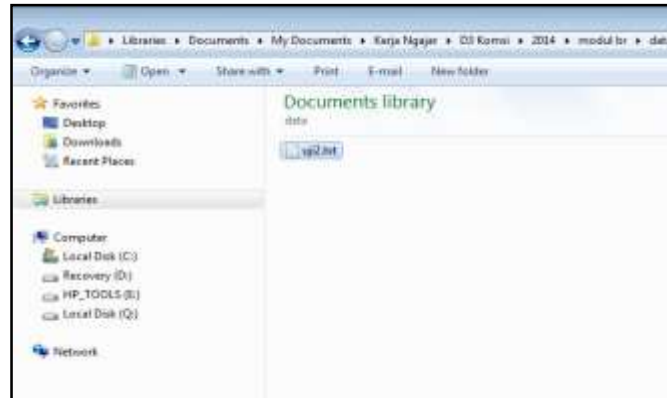 Libraries ▸ Documents ▸ My Documents ▸ Kerja Ngajar ▸ D3 Komsi ▸ 2014 ▸ modul br ▸ dat
Organize Open Share with Print E-mail New folder
Favorites
Desktop
Downloads
Recent Places
Libraries
Computer
Local Disk (C:)
Recovery (D:)
HP_TOOLS (E:)
Local Disk (Q:)
Network
Documents library
data